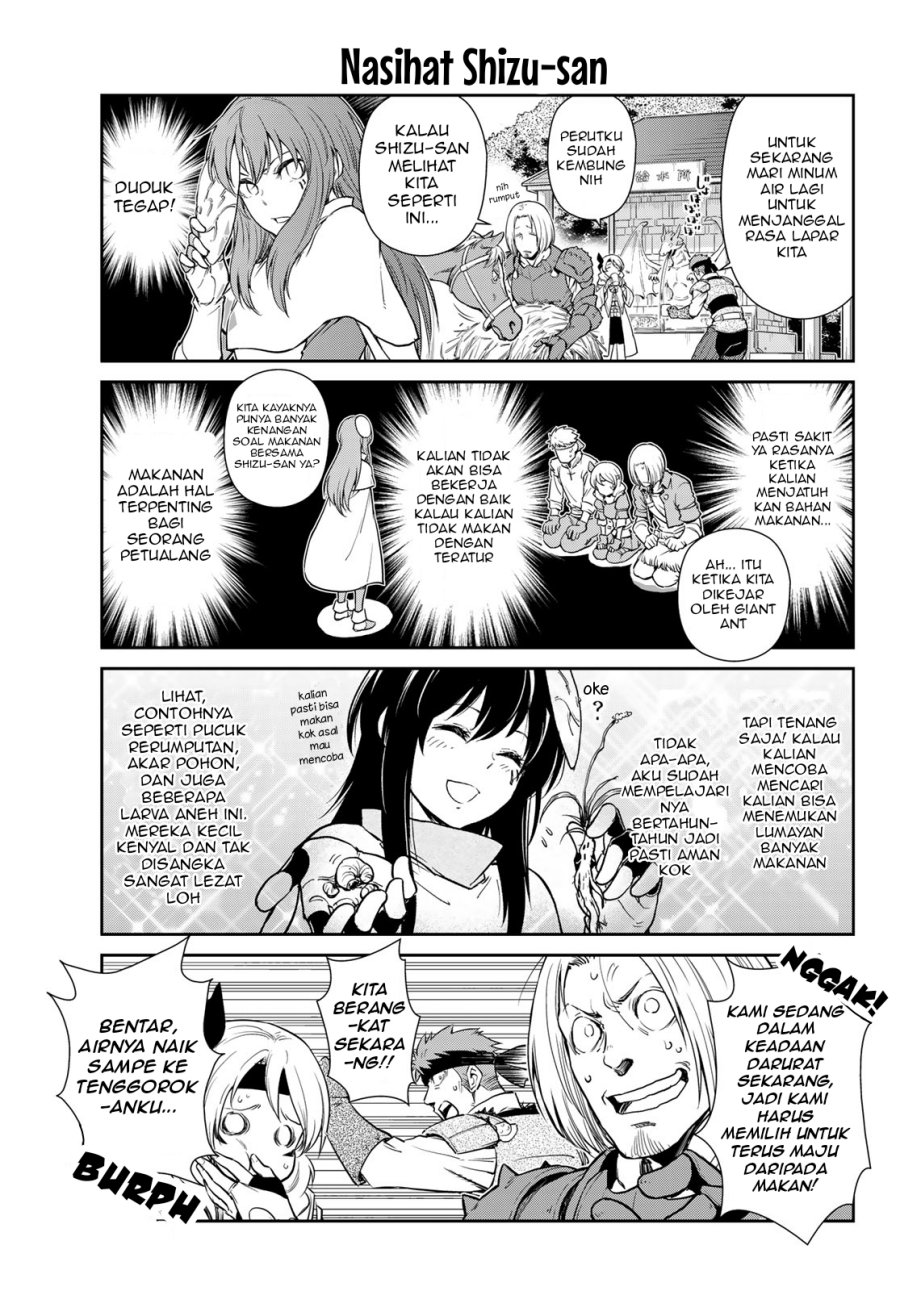 Nasihat Shizu-san
UNTUK
SEKARANG
MARI MINUM
AIR LAGI
UNTUK
MENJANGGAL
RASA LAPAR
KITA
PERUTKU
SUDAH
KEMBUNG
NIH
nih
rumput
KALAU
SHIZU-SAN
MELIHAT
KITA
SEPERTI
INI...
DUDUK
TEGAP!
PASTI SAKIT
YA RASANYA
KETIKA
KALIAN
MENJATUH
KAN BAHAN
MAKANAN...
AH... ITU
KETIKA KITA
DIKEJAR
OLEH GIANT
ANT
KALIAN TIDAK
AKAN BISA
BEKERJA
DENGAN BAIK
KALAU KALIAN
TIDAK MAKAN
DENGAN
TERATUR
KITA KAYAKNYA
PUNYA BANYAK
KENANGAN
SOAL MAKANAN
BERSAMA
SHIZU-SAN YA?
MAKANAN
ADALAH HAL
TERPENTING
BAGI
SEORANG
PETUALANG
TAPI TENANG
SAJA! KALAU
KALIAN
MENCOBA
MENCARI
KALIAN BISA
MENEMUKAN
LUMAYAN
BANYAK
MAKANAN
oke
?
TIDAK
APA-APA,
AKU SUDAH
MEMPELAJARI
NYA
BERTAHUN-
TAHUN JADI
PASTI AMAN
KOK
kalian
pasti bisa
makan
kok asal
mau
mencoba
LIHAT,
CONTOHNYA
SEPERTI PUCUK
RERUMPUTAN,
AKAR POHON,
DAN JUGA
BEBERAPA
LARVA ANEH INI.
MEREKA KECIL
KENYAL DAN TAK
DISANGKA
SANGAT LEZAT
LOH
NGGAK!
KAMI SEDANG
DALAM
KEADAAN
DARURAT
SEKARANG,
JADI KAMI
HARUS
MEMILIH UNTUK
TERUS MAJU
DARIPADA
MAKAN!
KITA
BERANG
-KAT
SEKARA
-NG!!
BENTAR,
AIRNYA NAIK
SAMPE KE
TENGGOROK
-ANKU...
BURPH